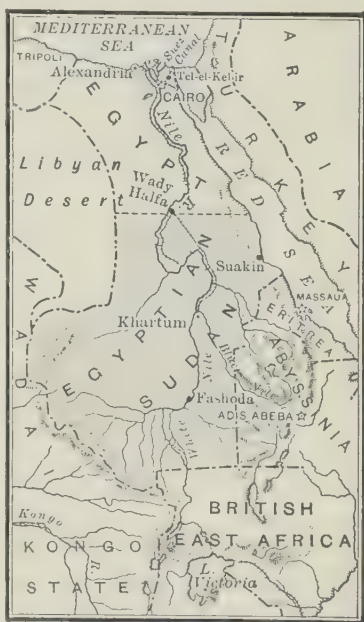 MEDITERRANEAN
SEA
TRIPOLI
Alexandria
Suez
Canal
Tel-el-Kebir
CAIRO
ARABIA
TURKEY
EGYPT
Nile
Libyan
Desert
RED SEA
Wady
Halfa
Suakin
MASSAUA
ERITREA
WADAI
EGYPTIAN
SUDAN
Khartum
Blue Nile
ABYSSINIA
Fashoda
ADIS ABEBA
White Nile
BRITISH
EAST AFRICA
Kongo
KONGO
STATE
R.
L.
Victoria